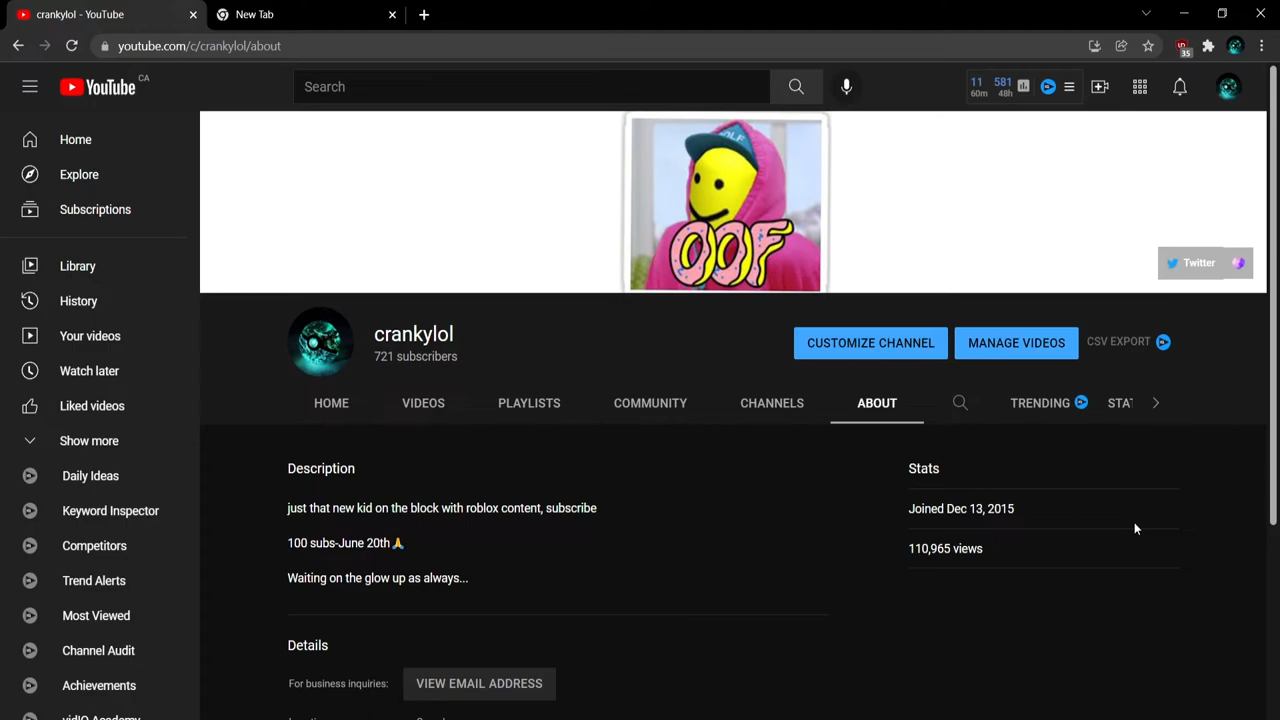 crankylol - YouTube
New Tab
youtube.com/c/crankylol/about
35
YouTube CA
Search
11 60m 581 48h
Home
Explore
Subscriptions
Library
History
Your videos
Watch later
Liked videos
Show more
Daily Ideas
Keyword Inspector
Competitors
Trend Alerts
Most Viewed
Channel Audit
Achievements
OOF
Twitter
crankylol
721 subscribers
CUSTOMIZE CHANNEL
MANAGE VIDEOS
CSV EXPORT
HOME
VIDEOS
PLAYLISTS
COMMUNITY
CHANNELS
ABOUT
TRENDING
STAT
Description
just that new kid on the block with roblox content, subscribe
100 subs-June 20th🙏
Waiting on the glow up as always...
Details
For business inquiries:
VIEW EMAIL ADDRESS
Stats
Joined Dec 13, 2015
110,965 views